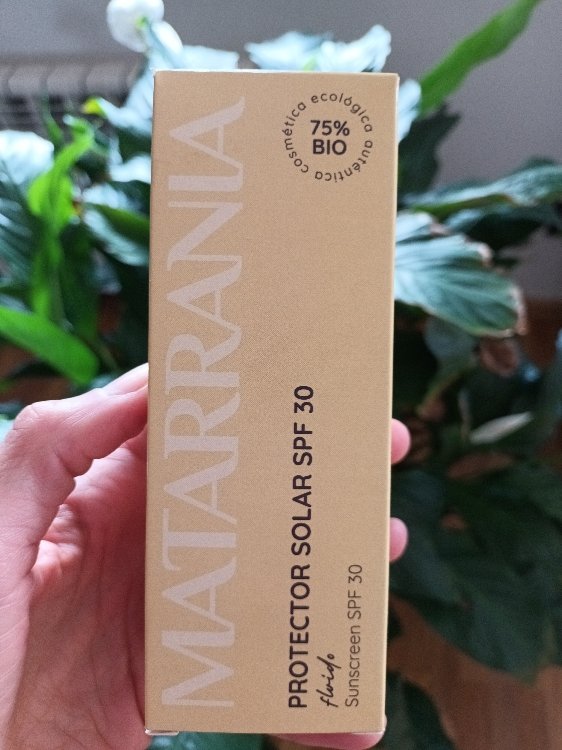 MATARRANIA
cosmética ecológica auténtica
75%
BIO
PROTECTOR SOLAR SPF 30
fluido
Sunscreen SPF 30